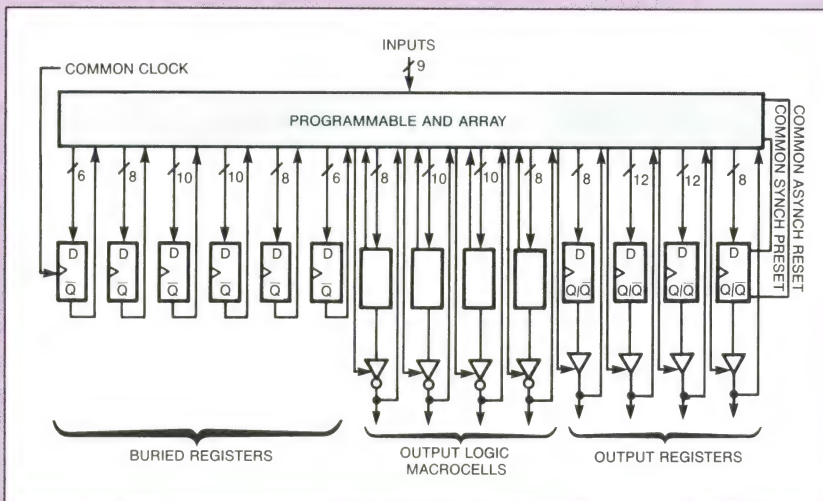 INPUTS
9
COMMON CLOCK
PROGRAMMABLE AND ARRAY
COMMON ASYNCH RESET
COMMON SYNCH PRESET
6 8 10 10 8 6 8 10 10 8 8 12 12 8
D D D D D D D D D D
Q̅ Q̅ Q̅ Q̅ Q̅ Q̅ Q/Q̅ Q/Q̅ Q/Q̅ Q/Q̅
BURIED REGISTERS
OUTPUT LOGIC
MACROCELLS
OUTPUT REGISTERS